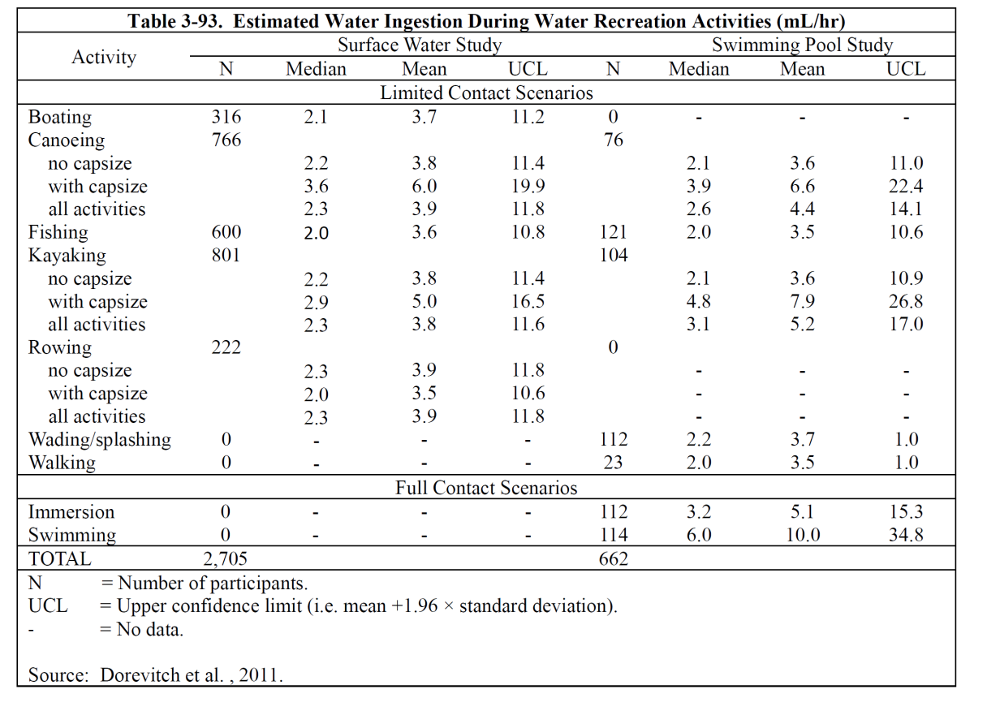 Table 3-93. Estimated Water Ingestion During Water Recreation Activities (mL/hr)
Activity Surface Water Study Swimming Pool Study
N Median Mean UCL N Median Mean UCL
Limited Contact Scenarios
Boating 316 2.1 3.7 11.2 0 - - -
Canoeing 766 76
no capsize 2.2 3.8 11.4 2.1 3.6 11.0
with capsize 3.6 6.0 19.9 3.9 6.6 22.4
all activities 2.3 3.9 11.8 2.6 4.4 14.1
Fishing 600 2.0 3.6 10.8 121 2.0 3.5 10.6
Kayaking 801 104
no capsize 2.2 3.8 11.4 2.1 3.6 10.9
with capsize 2.9 5.0 16.5 4.8 7.9 26.8
all activities 2.3 3.8 11.6 3.1 5.2 17.0
Rowing 222 0
no capsize 2.3 3.9 11.8 - - -
with capsize 2.0 3.5 10.6 - - -
all activities 2.3 3.9 11.8 - - -
Wading/splashing 0 - - - 112 2.2 3.7 1.0
Walking 0 - - - 23 2.0 3.5 1.0
Full Contact Scenarios
Immersion 0 - - - 112 3.2 5.1 15.3
Swimming 0 - - - 114 6.0 10.0 34.8
TOTAL 2,705 662
N = Number of participants.
UCL = Upper confidence limit (i.e. mean +1.96 × standard deviation).
- = No data.
Source: Dorevitch et al. , 2011.